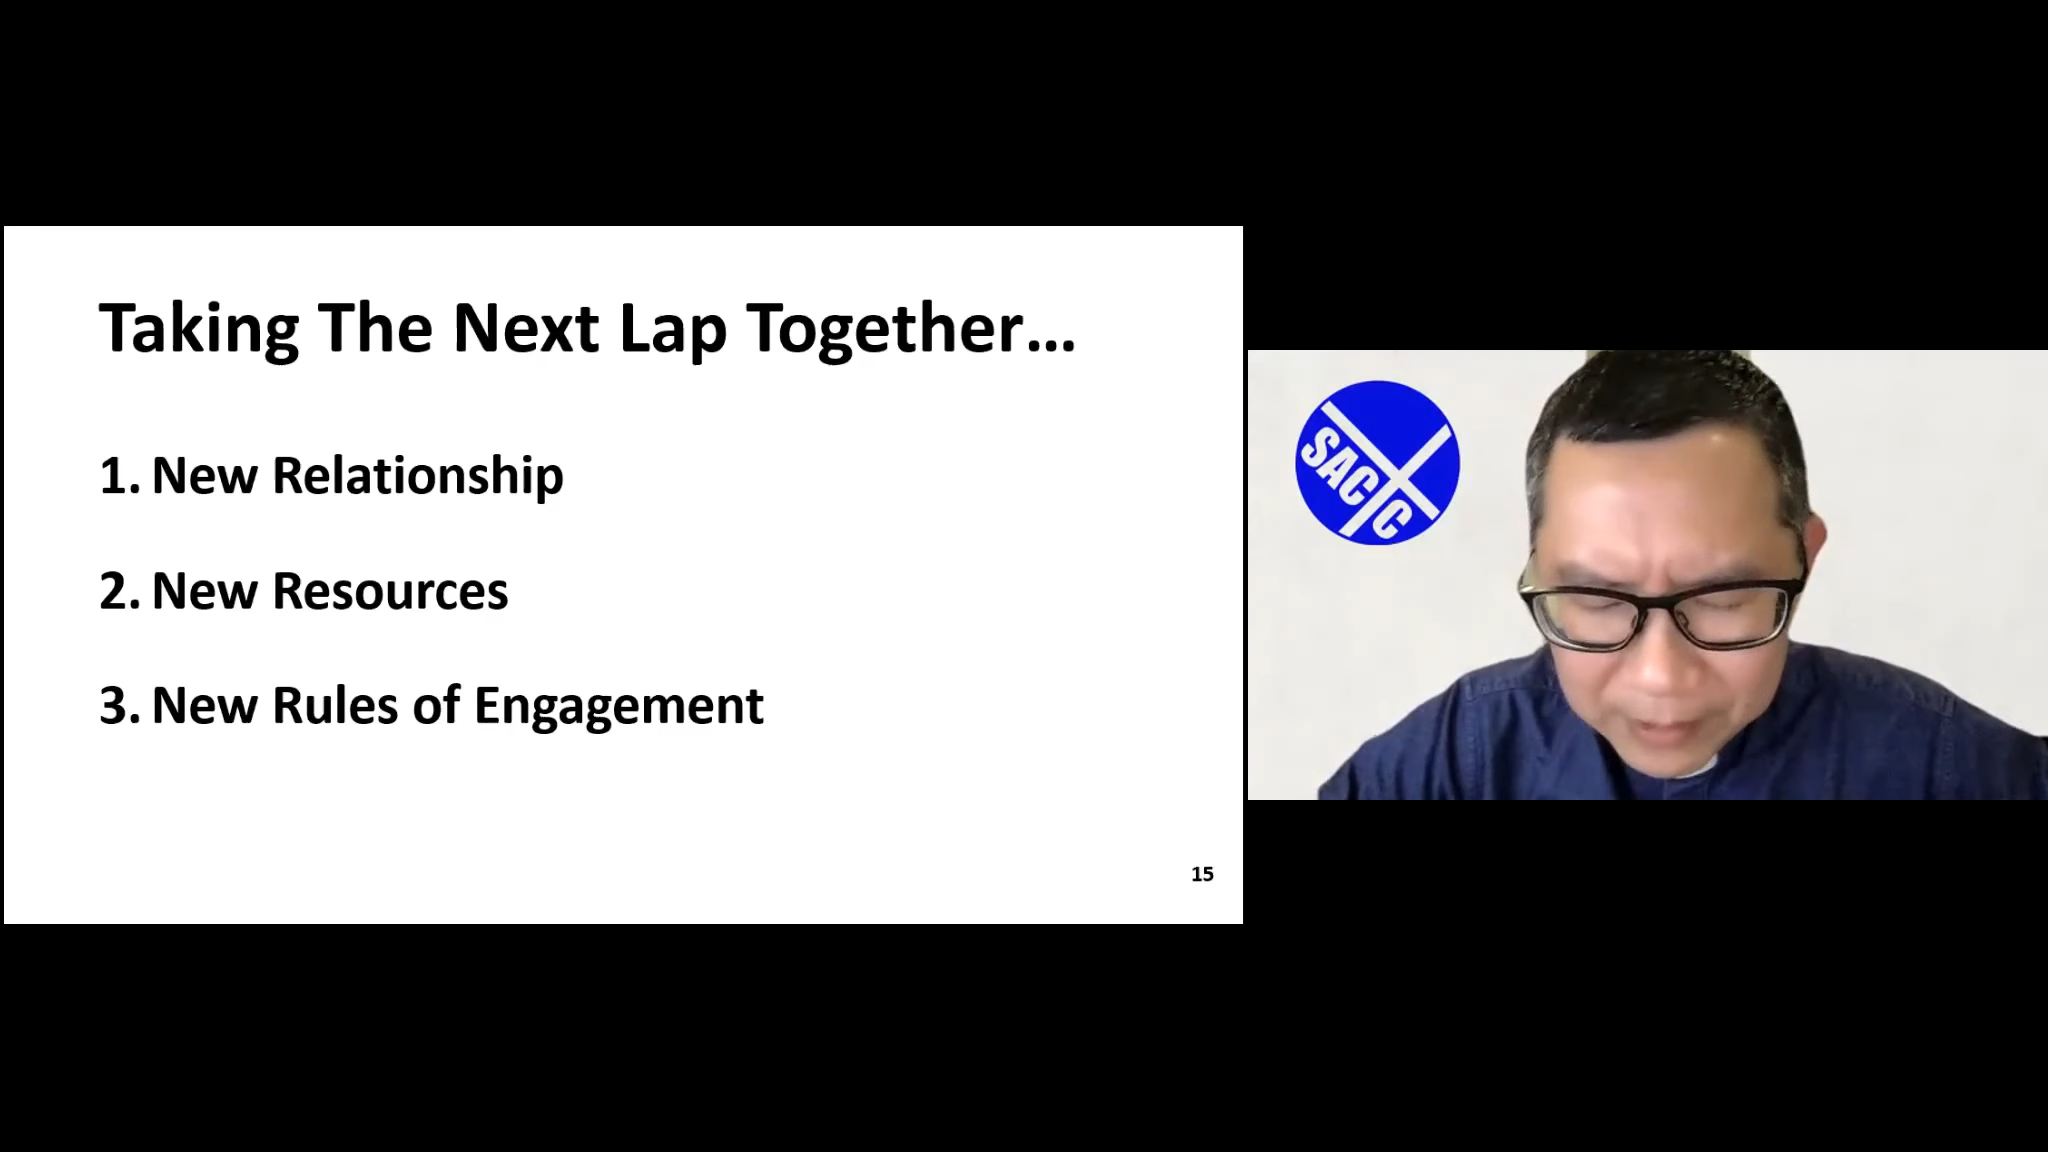 Taking The Next Lap Together...
1. New Relationship
2. New Resources
3. New Rules of Engagement
15
SAC C